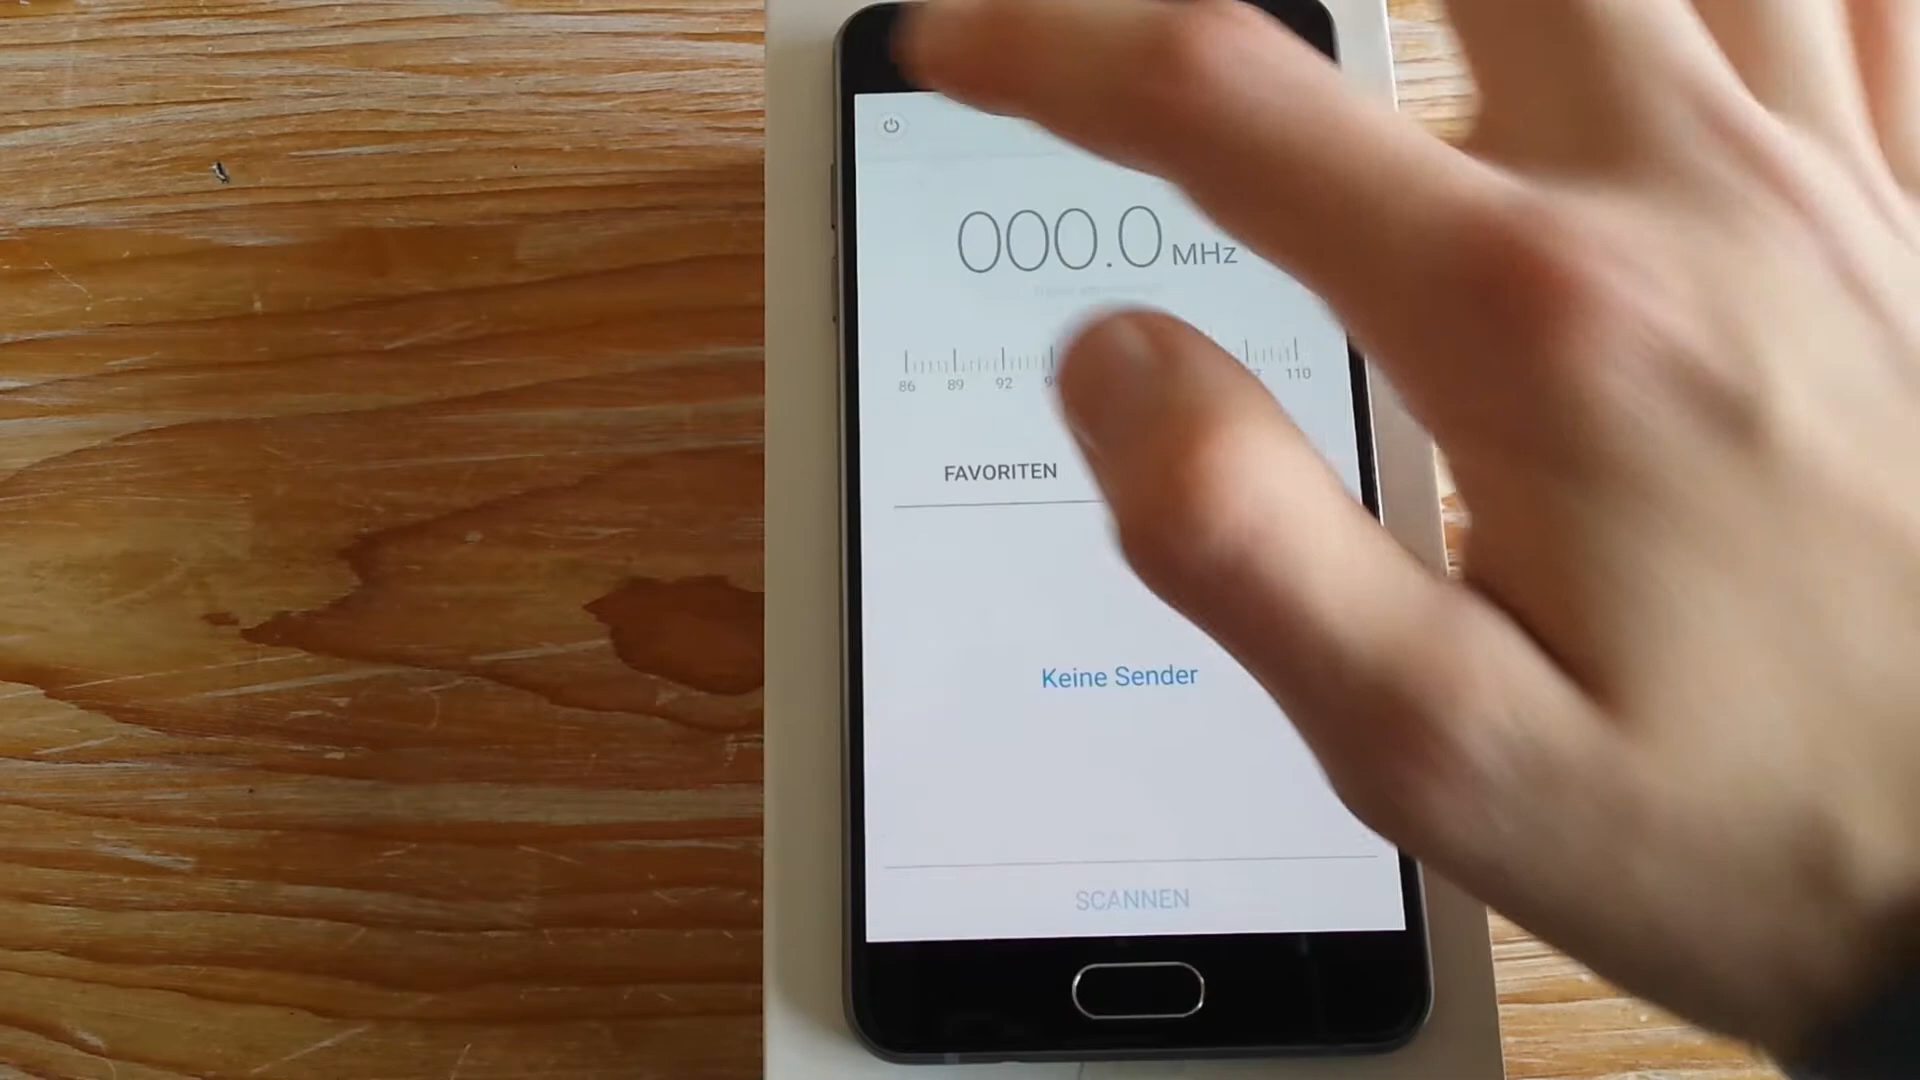 000.0 MHz
86 89 92 110
FAVORITEN
Keine Sender
SCANNEN